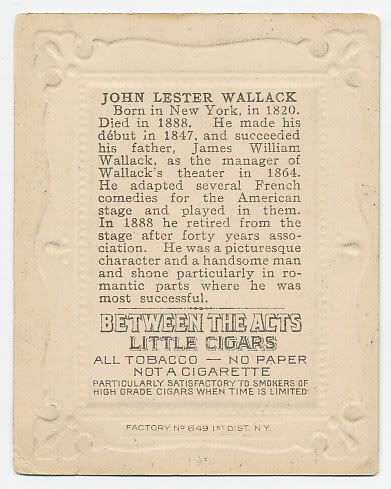 JOHN LESTER WALLACK
Born in New York, in 1820.
Died in 1888. He made his
début in 1847, and succeeded
his father, James William
Wallack, as the manager of
Wallack's theater in 1864.
He adapted several French
comedies for the American
stage and played in them.
In 1888 he retired from the
stage after forty years asso-
ciation. He was a picturesque
character and a handsome man
and shone particularly in ro-
mantic parts where he was
most successful.
BETWEEN THE ACTS
LITTLE CIGARS
ALL TOBACCO — NO PAPER
NOT A CIGARETTE
PARTICULARLY SATISFACTORY TO SMOKERS OF
HIGH GRADE CIGARS WHEN TIME IS LIMITED
FACTORY Nº 649 1ST DIST. N.Y.